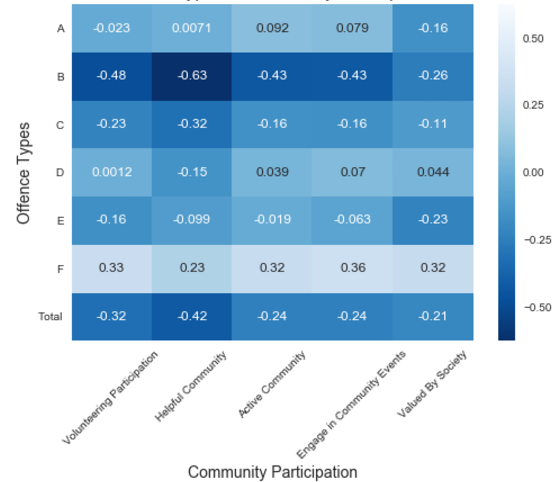 A -0.023 0.0071 0.092 0.079 -0.16
B -0.48 -0.63 -0.43 -0.43 -0.26
C -0.23 -0.32 -0.16 -0.16 -0.11
D 0.0012 -0.15 0.039 0.07 0.044
E -0.16 -0.099 -0.019 -0.063 -0.23
F 0.33 0.23 0.32 0.36 0.32
Total -0.32 -0.42 -0.24 -0.24 -0.21
Offence Types
0.50
0.25
0.00
-0.25
-0.50
Volunteering Participation
Helpful Community
Active Community
Engage in Community Events
Valued By Society
Community Participation